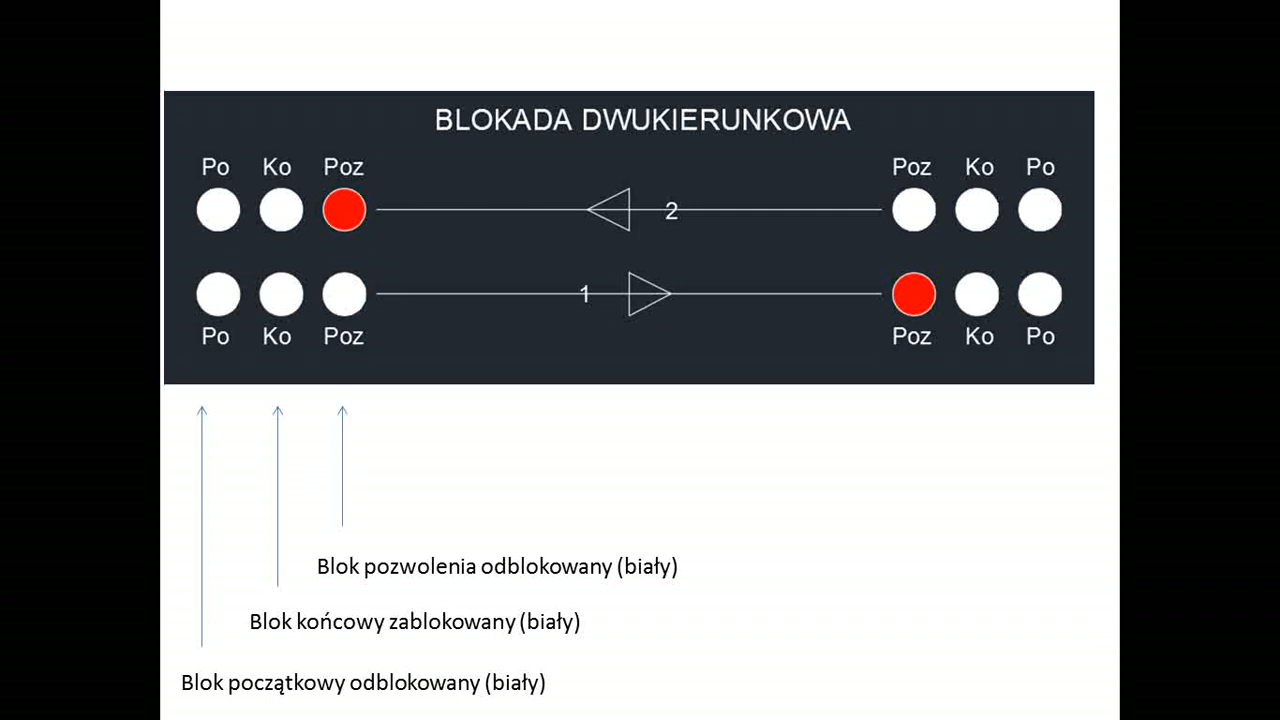 BLOKADA DWUKIERUNKOWA
Po Ko Poz Poz Ko Po
2
1
Po Ko Poz Poz Ko Po
Blok pozwolenia odblokowany (biały)
Blok końcowy zablokowany (biały)
Blok początkowy odblokowany (biały)